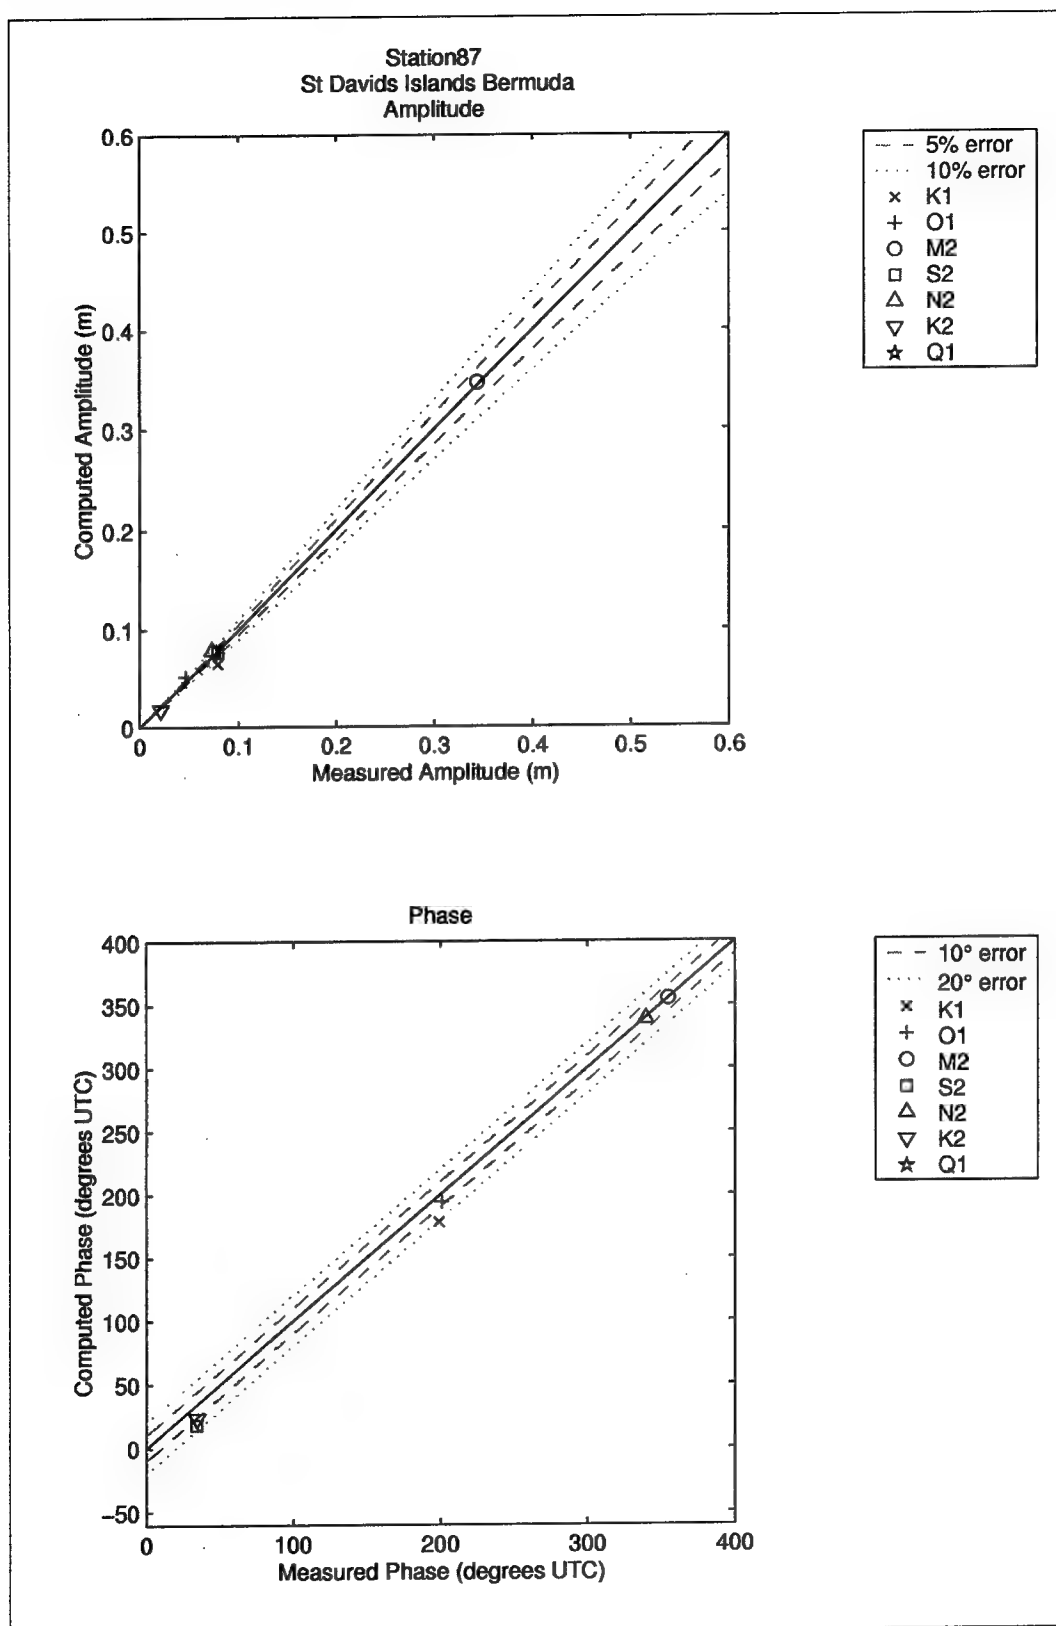 Station87
St Davids Islands Bermuda
Amplitude
0.6
0.5
0.4
0.3
0.2
0.1
0
Computed Amplitude (m)
0 0.1 0.2 0.3 0.4 0.5 0.6
Measured Amplitude (m)
5% error
10% error
K1
O1
M2
S2
N2
K2
Q1
Phase
400
350
300
250
200
150
100
50
0
−50
Computed Phase (degrees UTC)
0 100 200 300 400
Measured Phase (degrees UTC)
10° error
20° error
K1
O1
M2
S2
N2
K2
Q1